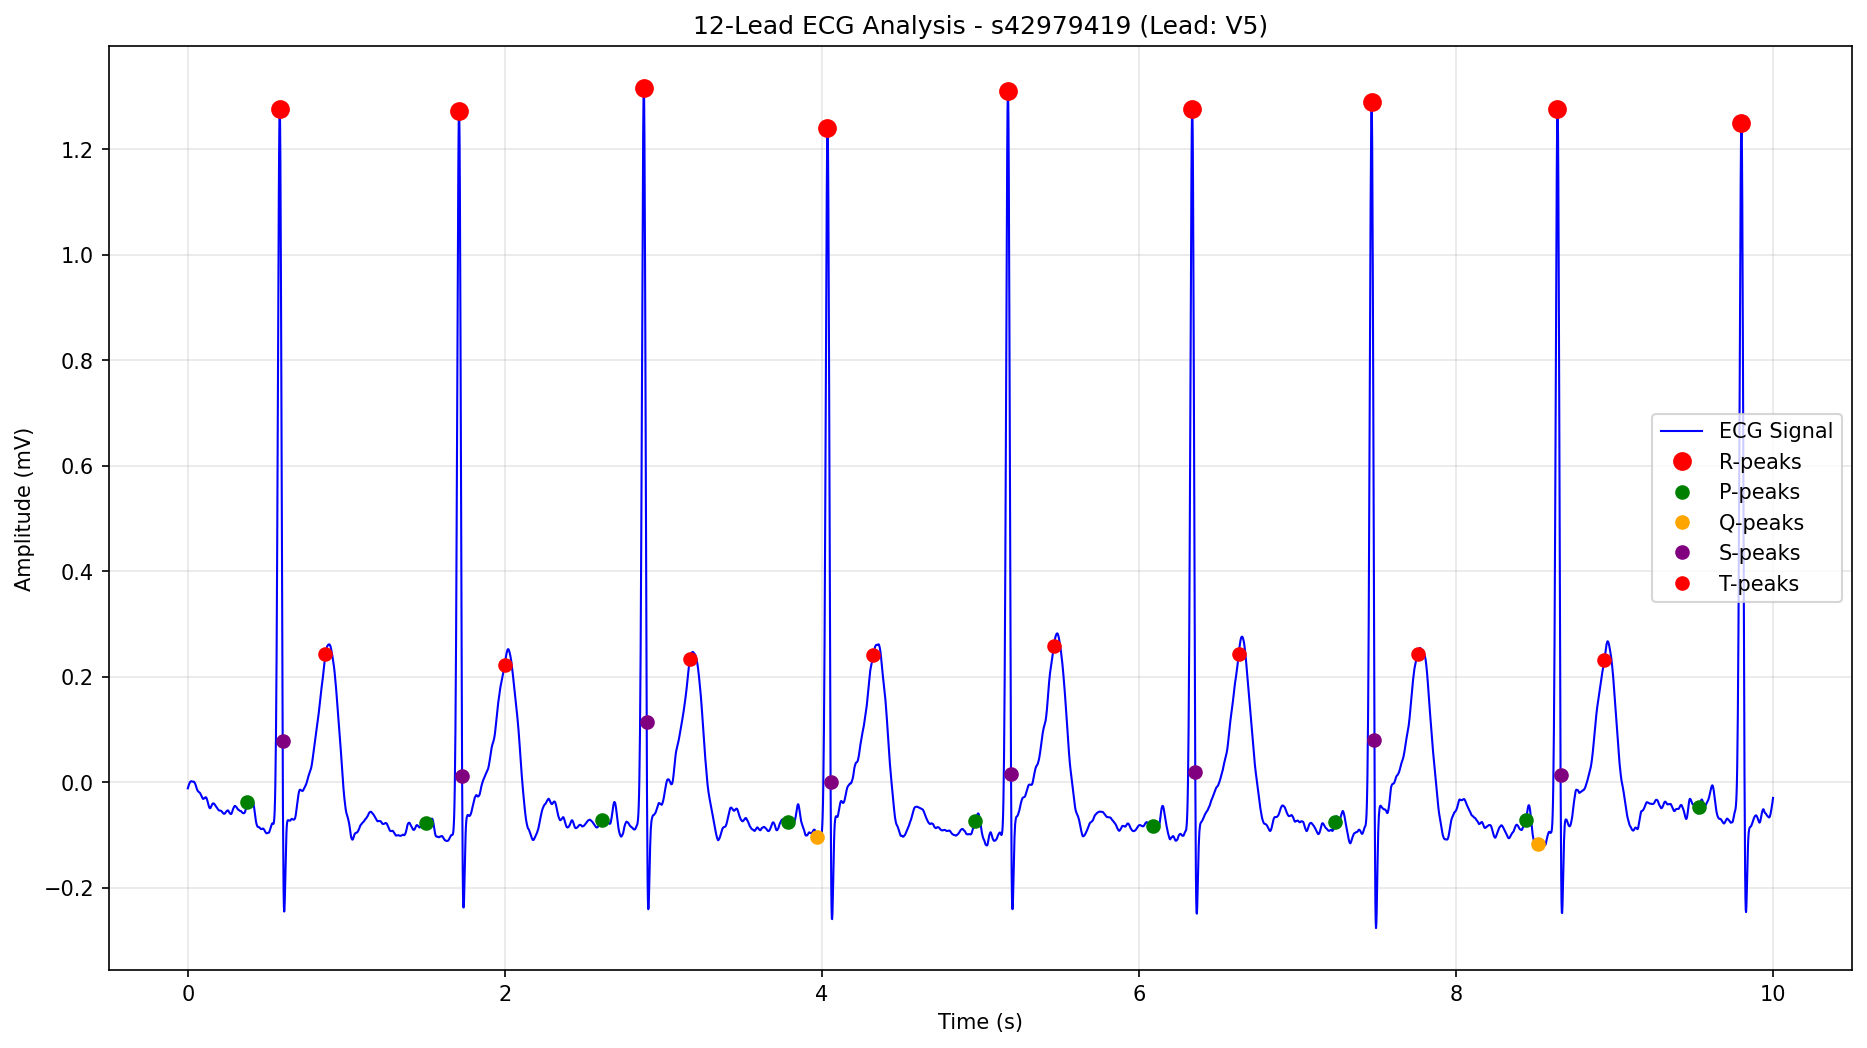 12-Lead ECG Analysis - s42979419 (Lead: V5)
Amplitude (mV)
1.2
1.0
0.8
0.6
0.4
0.2
0.0
−0.2
ECG Signal
R-peaks
P-peaks
Q-peaks
S-peaks
T-peaks
0 2 4 6 8 10
Time (s)